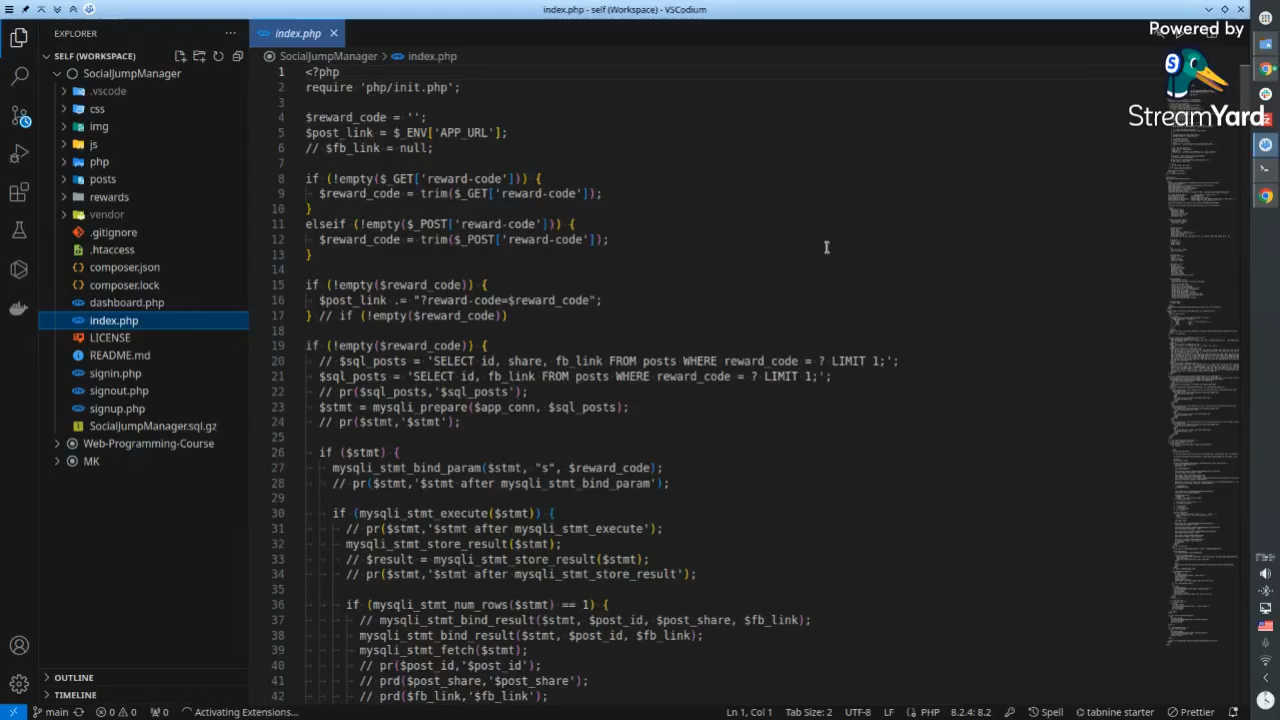 index.php - self (Workspace) - VSCodium
EXPLORER
index.php
Powered by
StreamYard
SELF (WORKSPACE)
SocialJumpManager
.vscode
css
img
js
php
posts
rewards
vendor
.gitignore
.htaccess
composer.json
composer.lock
dashboard.php
index.php
LICENSE
README.md
signin.php
signout.php
signup.php
SocialJumpManager.sql.gz
Web-Programming-Course
MK
OUTLINE
TIMELINE
SocialJumpManager > index.php
1 <?php
2 require 'php/init.php';
3
4 $reward_code = '';
5 $post_link = $_ENV['APP_URL'];
6 // $fb_link = null;
7
8 if (!empty($_GET['reward-code'])) {
9 $reward_code = trim($_GET['reward-code']);
10 }
11 elseif (!empty($_POST['reward-code'])) {
12 $reward_code = trim($_POST['reward-code']);
13 }
14
15 if (!empty($reward_code)) {
16 $post_link .= "?reward-code=$reward_code";
17 } // if (!empty($reward_code))
18
19 if (!empty($reward_code)) {
20 // $sql_posts = 'SELECT id, share, fb_link FROM posts WHERE reward_code = ? LIMIT 1;';
21 $sql_posts = 'SELECT id, fb_link FROM posts WHERE reward_code = ? LIMIT 1;';
22 // pr($sql_posts,'$sql_posts');
23 $stmt = mysqli_prepare($app_conn, $sql_posts);
24 // pr($stmt,'$stmt');
25
26 if ($stmt) {
27 mysqli_stmt_bind_param($stmt, "s", $reward_code);
28 // pr($stmt,'$stmt after mysqli_stmt_bind_param');
29
30 if (mysqli_stmt_execute($stmt)) {
31 // pr($stmt,'$stmt after mysqli_stmt_execute');
32 mysqli_stmt_store_result($stmt);
33 // $stmt = mysqli_stmt_store_result($stmt);
34 // pr($stmt,'$stmt after mysqli_stmt_store_result');
35
36 if (mysqli_stmt_num_rows($stmt) == 1) {
37 // mysqli_stmt_bind_result($stmt, $post_id, $post_share, $fb_link);
38 mysqli_stmt_bind_result($stmt, $post_id, $fb_link);
39 mysqli_stmt_fetch($stmt);
40 // pr($post_id,'$post_id');
41 // prd($post_share,'$post_share');
42 // prd($fb_link,'$fb_link');
main
0 0
0
Activating Extensions...
Ln 1, Col 1
Tab Size: 2
UTF-8
LF
PHP
8.2.4: 8.2
Spell
tabnine starter
Prettier